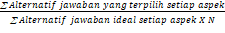 ∑Alternatif jawaban yang terpilih setiap aspek
∑Alternatif jawaban ideal setiap aspek X N